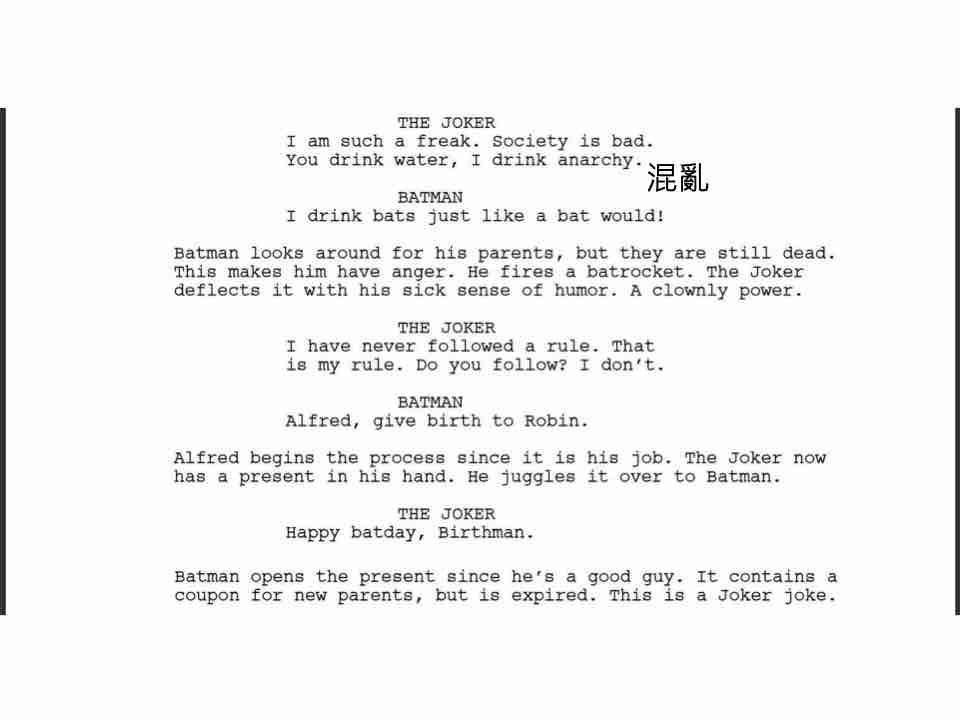 THE JOKER
I am such a freak. Society is bad.
You drink water, I drink anarchy.
混亂
BATMAN
I drink bats just like a bat would!
Batman looks around for his parents, but they are still dead.
This makes him have anger. He fires a batrocket. The Joker
deflects it with his sick sense of humor. A clownly power.
THE JOKER
I have never followed a rule. That
is my rule. Do you follow? I don't.
BATMAN
Alfred, give birth to Robin.
Alfred begins the process since it is his job. The Joker now
has a present in his hand. He juggles it over to Batman.
THE JOKER
Happy batday, Birthman.
Batman opens the present since he's a good guy. It contains a
coupon for new parents, but is expired. This is a Joker joke.